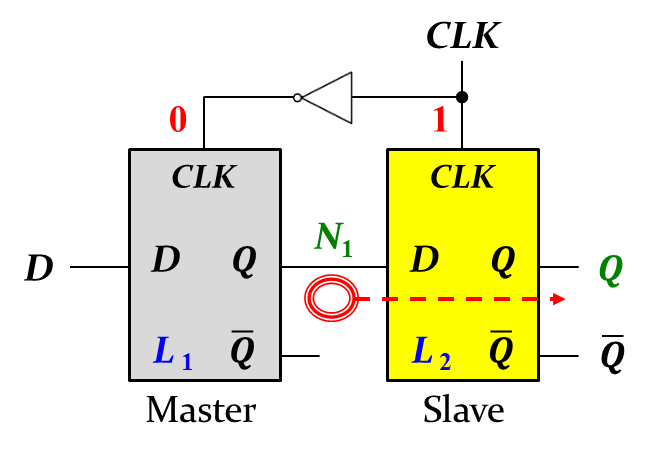 CLK
0
1
CLK
CLK
D
D
Q
N₁
D
Q
Q
L₁
Q̅
L₂
Q̅
Q̅
Master
Slave